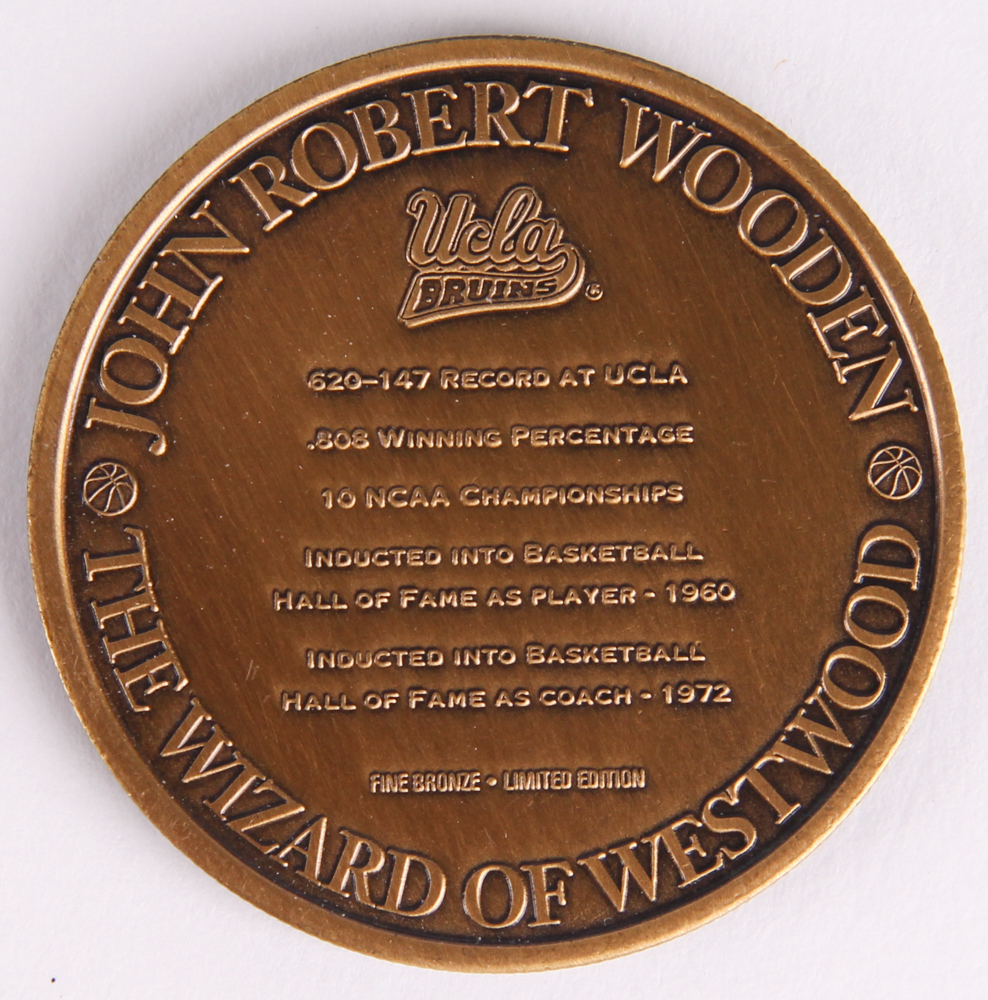 JOHN ROBERT WOODEN
Ucla
BRUINS
®
620-147 RECORD AT UCLA
.808 WINNING PERCENTAGE
10 NCAA CHAMPIONSHIPS
INDUCTED INTO BASKETBALL
HALL OF FAME AS PLAYER - 1960
INDUCTED INTO BASKETBALL
HALL OF FAME AS COACH - 1972
FINE BRONZE • LIMITED EDITION
THE WIZARD OF WESTWOOD